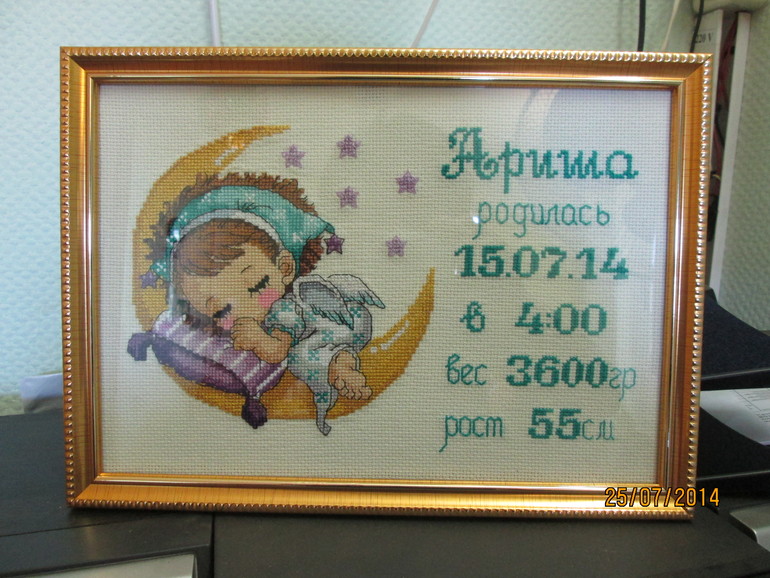 Ариша
родилась
15.07.14
в 4:00
вес 3600гр
рост 55см
25/07/2014